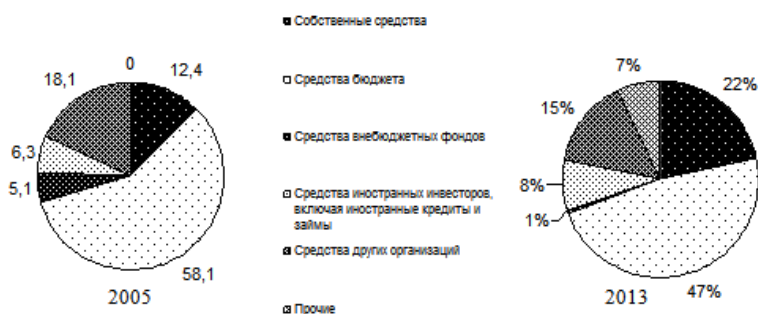 0
12,4
18,1
6,3
5,1
58,1
2005
Собственные средства
Средства бюджета
Средства внебюджетных фондов
Средства иностранных инвесторов,
включая иностранные кредиты и
займы
Средства других организаций
Прочие
7%
22%
15%
8%
1%
47%
2013